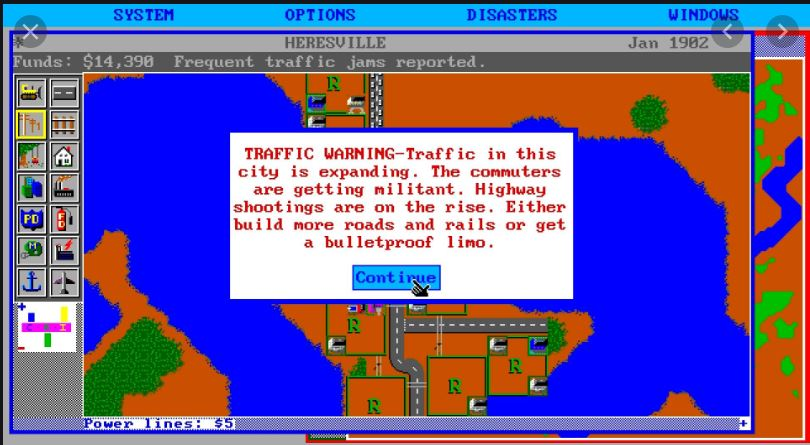 SYSTEM OPTIONS DISASTERS WINDOWS
HERESVILLE Jan 1902
Funds: $14,390 Frequent traffic jams reported.
R
TRAFFIC WARNING-Traffic in this
city is expanding. The commuters
are getting militant. Highway
shootings are on the rise. Either
build more roads and rails or get
a bulletproof limo.
Continue
PD
FD
M
C R I
R
R
R
R
Power lines: $5